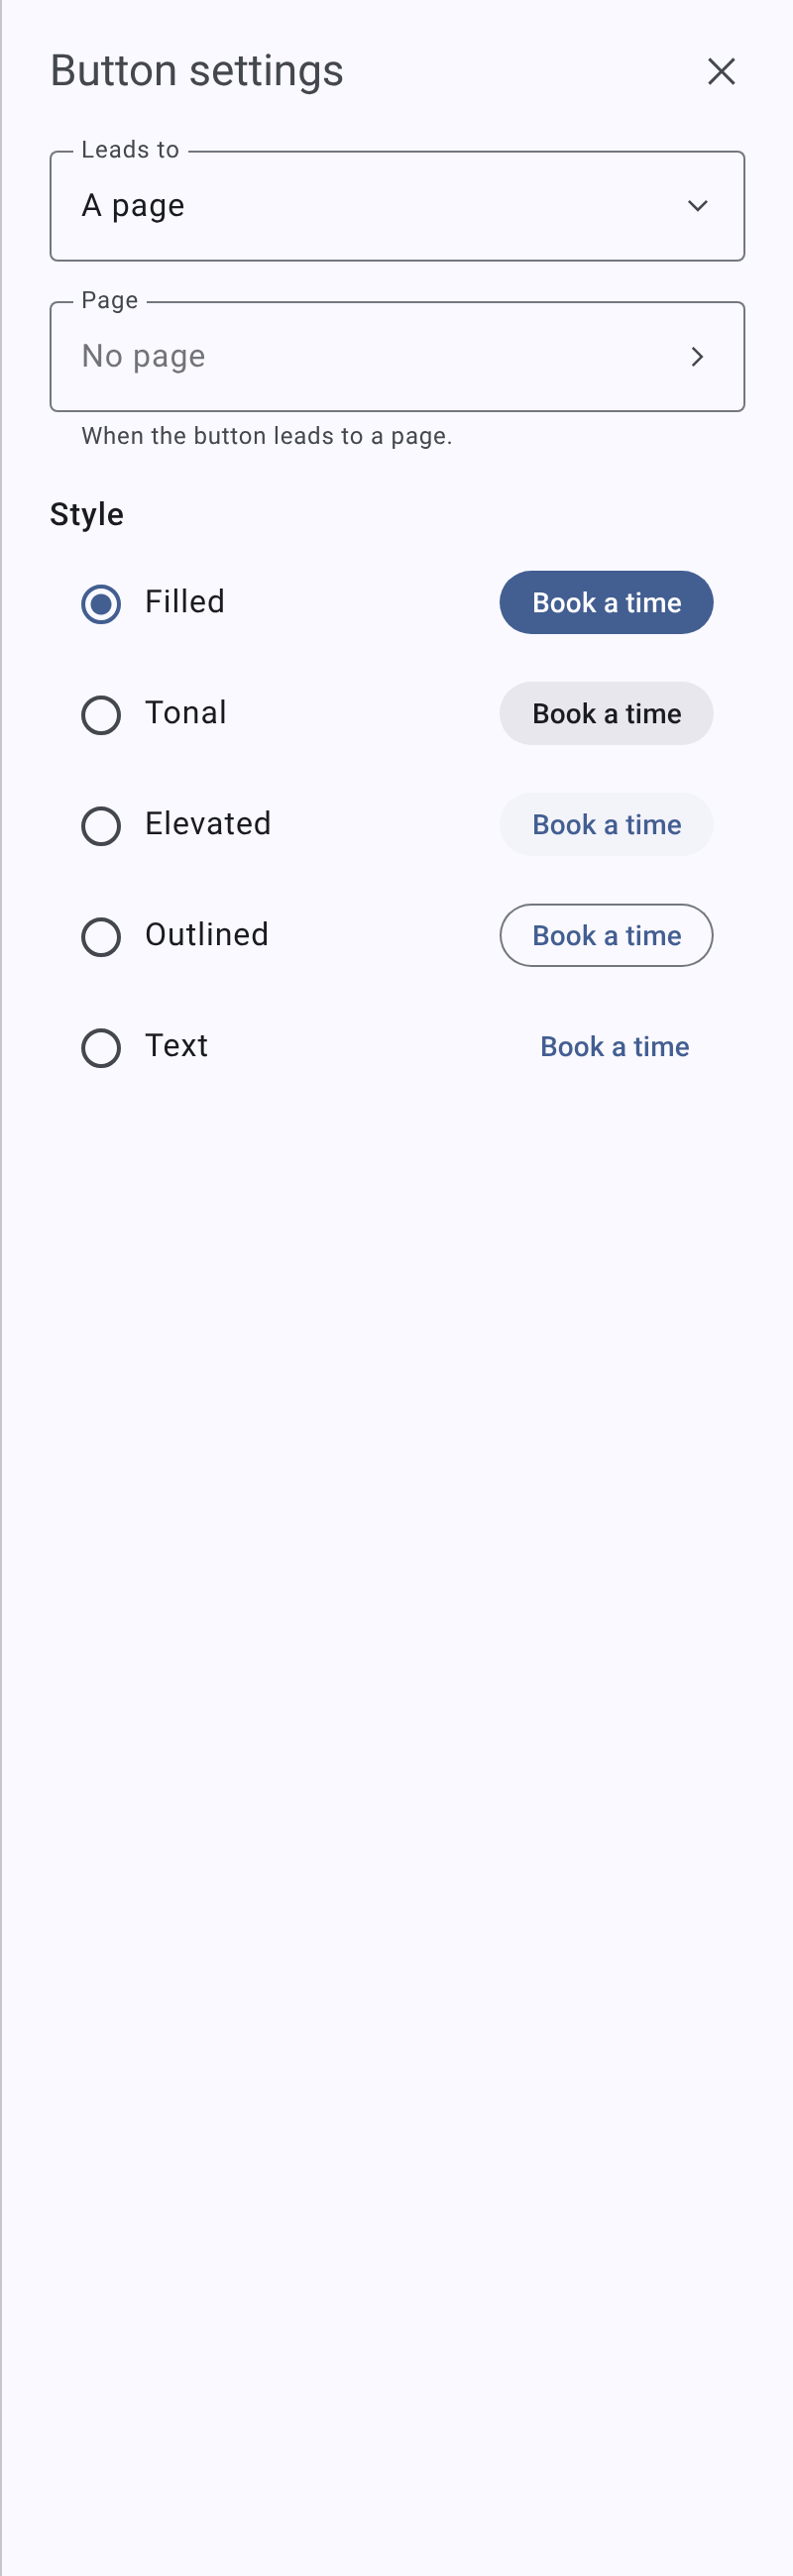 Button settings
Leads to
A page
Page
No page
When the button leads to a page.
Style
Filled
Book a time
Tonal
Book a time
Elevated
Book a time
Outlined
Book a time
Text
Book a time